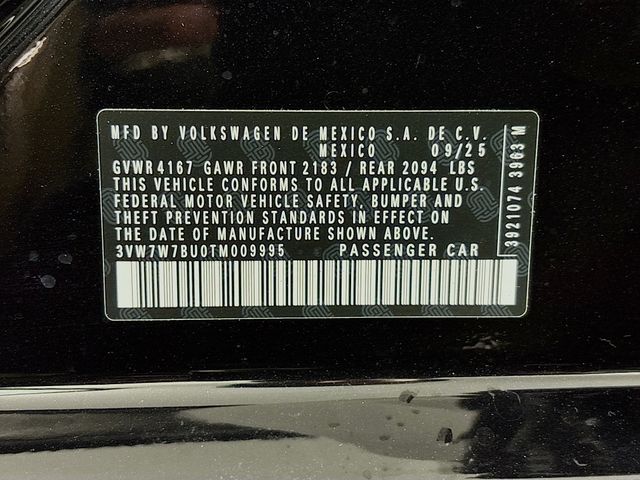 MFD BY VOLKSWAGEN DE MEXICO S.A. DE C.V.
MEXICO 09/25
GVWR 4167 GAWR FRONT 2183 / REAR 2094 LBS
THIS VEHICLE CONFORMS TO ALL APPLICABLE U.S.
FEDERAL MOTOR VEHICLE SAFETY, BUMPER AND
THEFT PREVENTION STANDARDS IN EFFECT ON
THE DATE OF MANUFACTURE SHOWN ABOVE.
3VW7W7BU0TM009995 PASSENGER CAR
3921074 3963 M